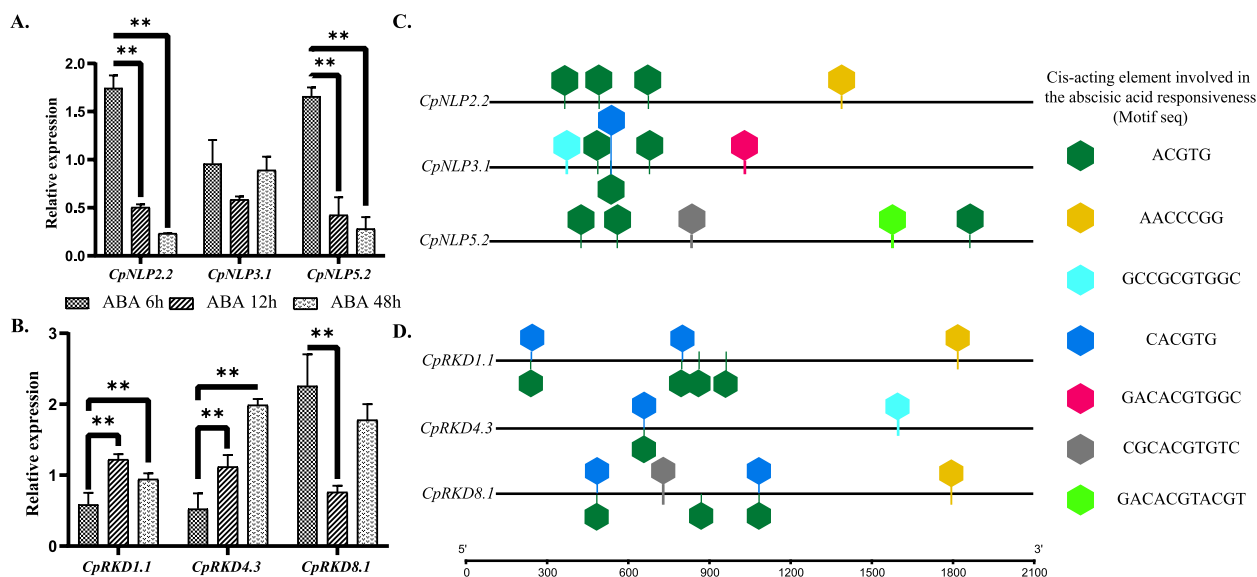 A.
**
**
**
**
2.0
1.5
1.0
0.5
0.0
Relative expression
CpNLP2.2
CpNLP3.1
CpNLP5.2
ABA 6h
ABA 12h
ABA 48h
B.
**
**
**
**
**
3
2
1
0
Relative expression
CpRKD1.1
CpRKD4.3
CpRKD8.1
C.
CpNLP2.2
CpNLP3.1
CpNLP5.2
D.
CpRKD1.1
CpRKD4.3
CpRKD8.1
5'
3'
0 300 600 900 1200 1500 1800 2100
Cis-acting element involved in
the abscisic acid responsiveness
(Motif seq)
ACGTG
AACCCGG
GCCGCGTGGC
CACGTG
GACACGTGGC
CGCACGTGTC
GACACGTACGT